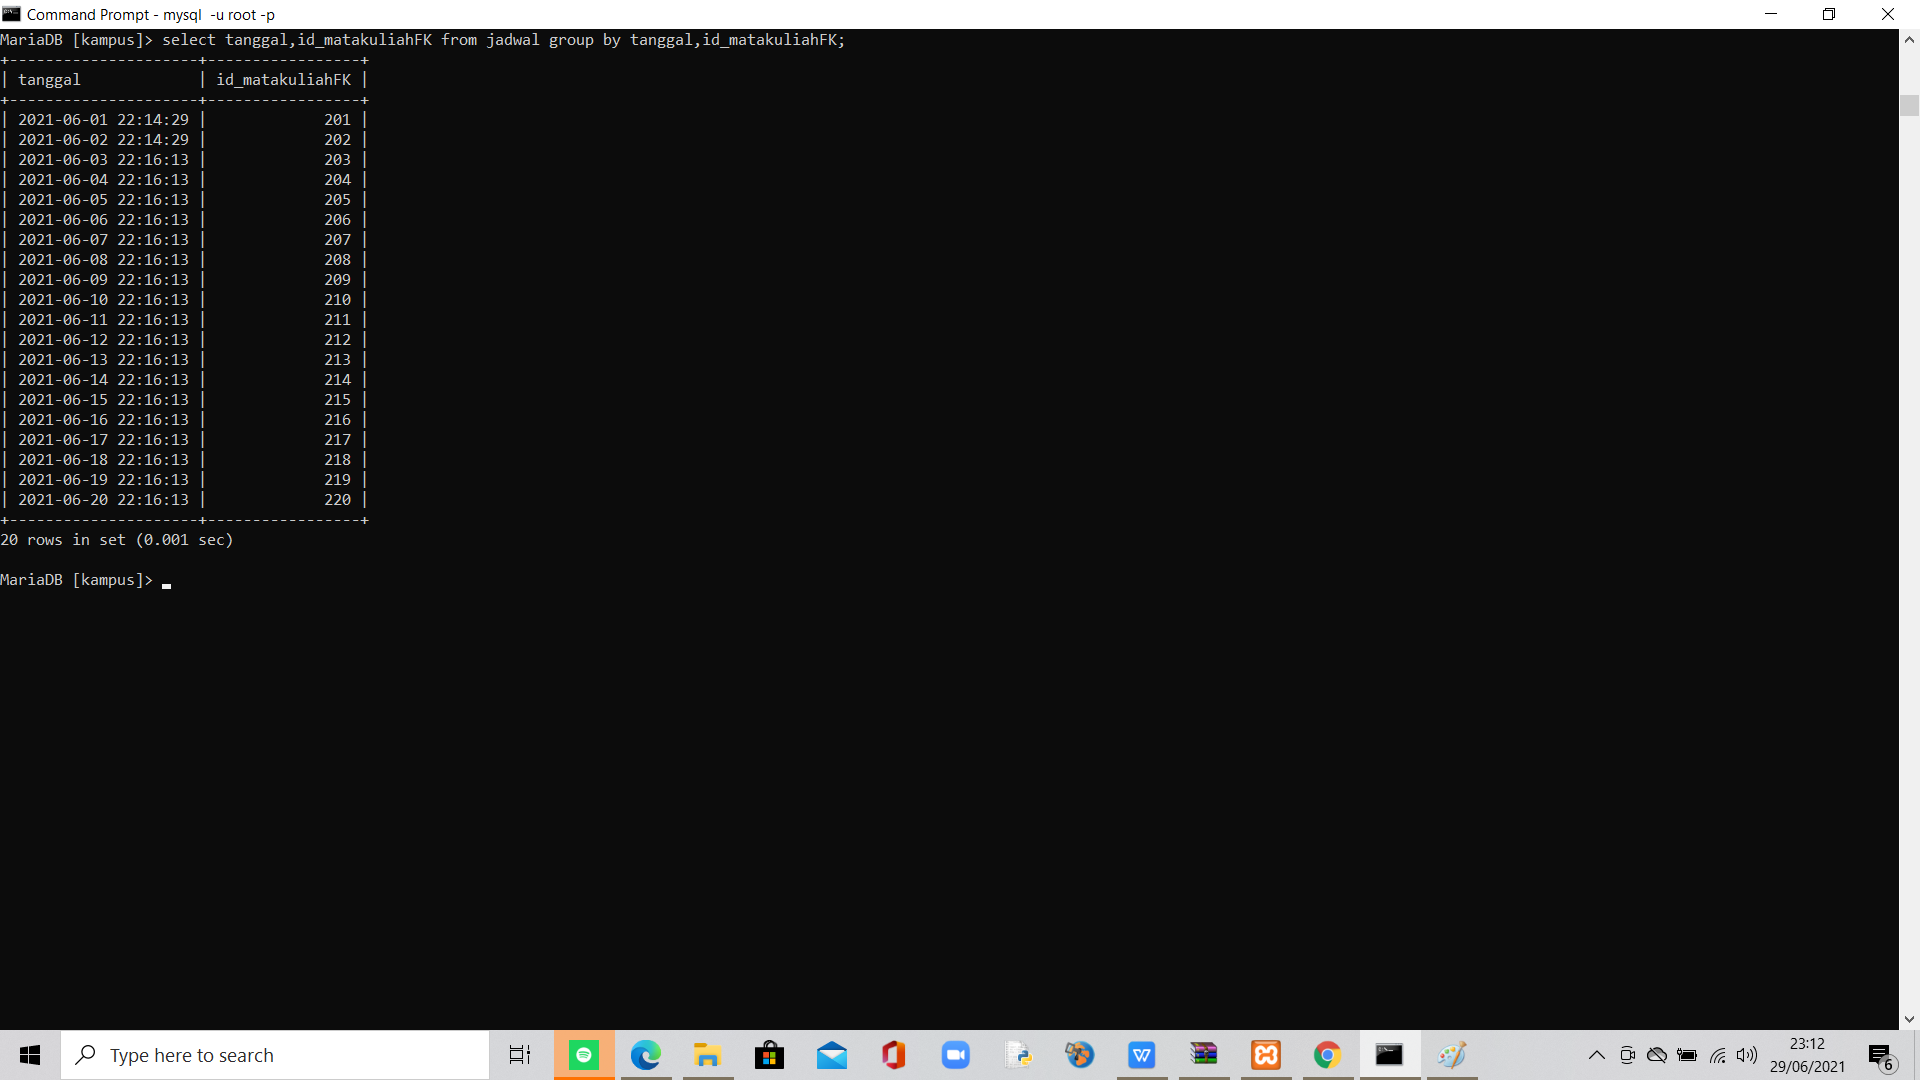 Command Prompt - mysql  -u root -p
MariaDB [kampus]> select tanggal,id_matakuliahFK from jadwal group by tanggal,id_matakuliahFK;
+---------------------+-----------------+
| tanggal             | id_matakuliahFK |
+---------------------+-----------------+
| 2021-06-01 22:14:29 |             201 |
| 2021-06-02 22:14:29 |             202 |
| 2021-06-03 22:16:13 |             203 |
| 2021-06-04 22:16:13 |             204 |
| 2021-06-05 22:16:13 |             205 |
| 2021-06-06 22:16:13 |             206 |
| 2021-06-07 22:16:13 |             207 |
| 2021-06-08 22:16:13 |             208 |
| 2021-06-09 22:16:13 |             209 |
| 2021-06-10 22:16:13 |             210 |
| 2021-06-11 22:16:13 |             211 |
| 2021-06-12 22:16:13 |             212 |
| 2021-06-13 22:16:13 |             213 |
| 2021-06-14 22:16:13 |             214 |
| 2021-06-15 22:16:13 |             215 |
| 2021-06-16 22:16:13 |             216 |
| 2021-06-17 22:16:13 |             217 |
| 2021-06-18 22:16:13 |             218 |
| 2021-06-19 22:16:13 |             219 |
| 2021-06-20 22:16:13 |             220 |
+---------------------+-----------------+
20 rows in set (0.001 sec)
MariaDB [kampus]> _
Type here to search
23:12
29/06/2021
6